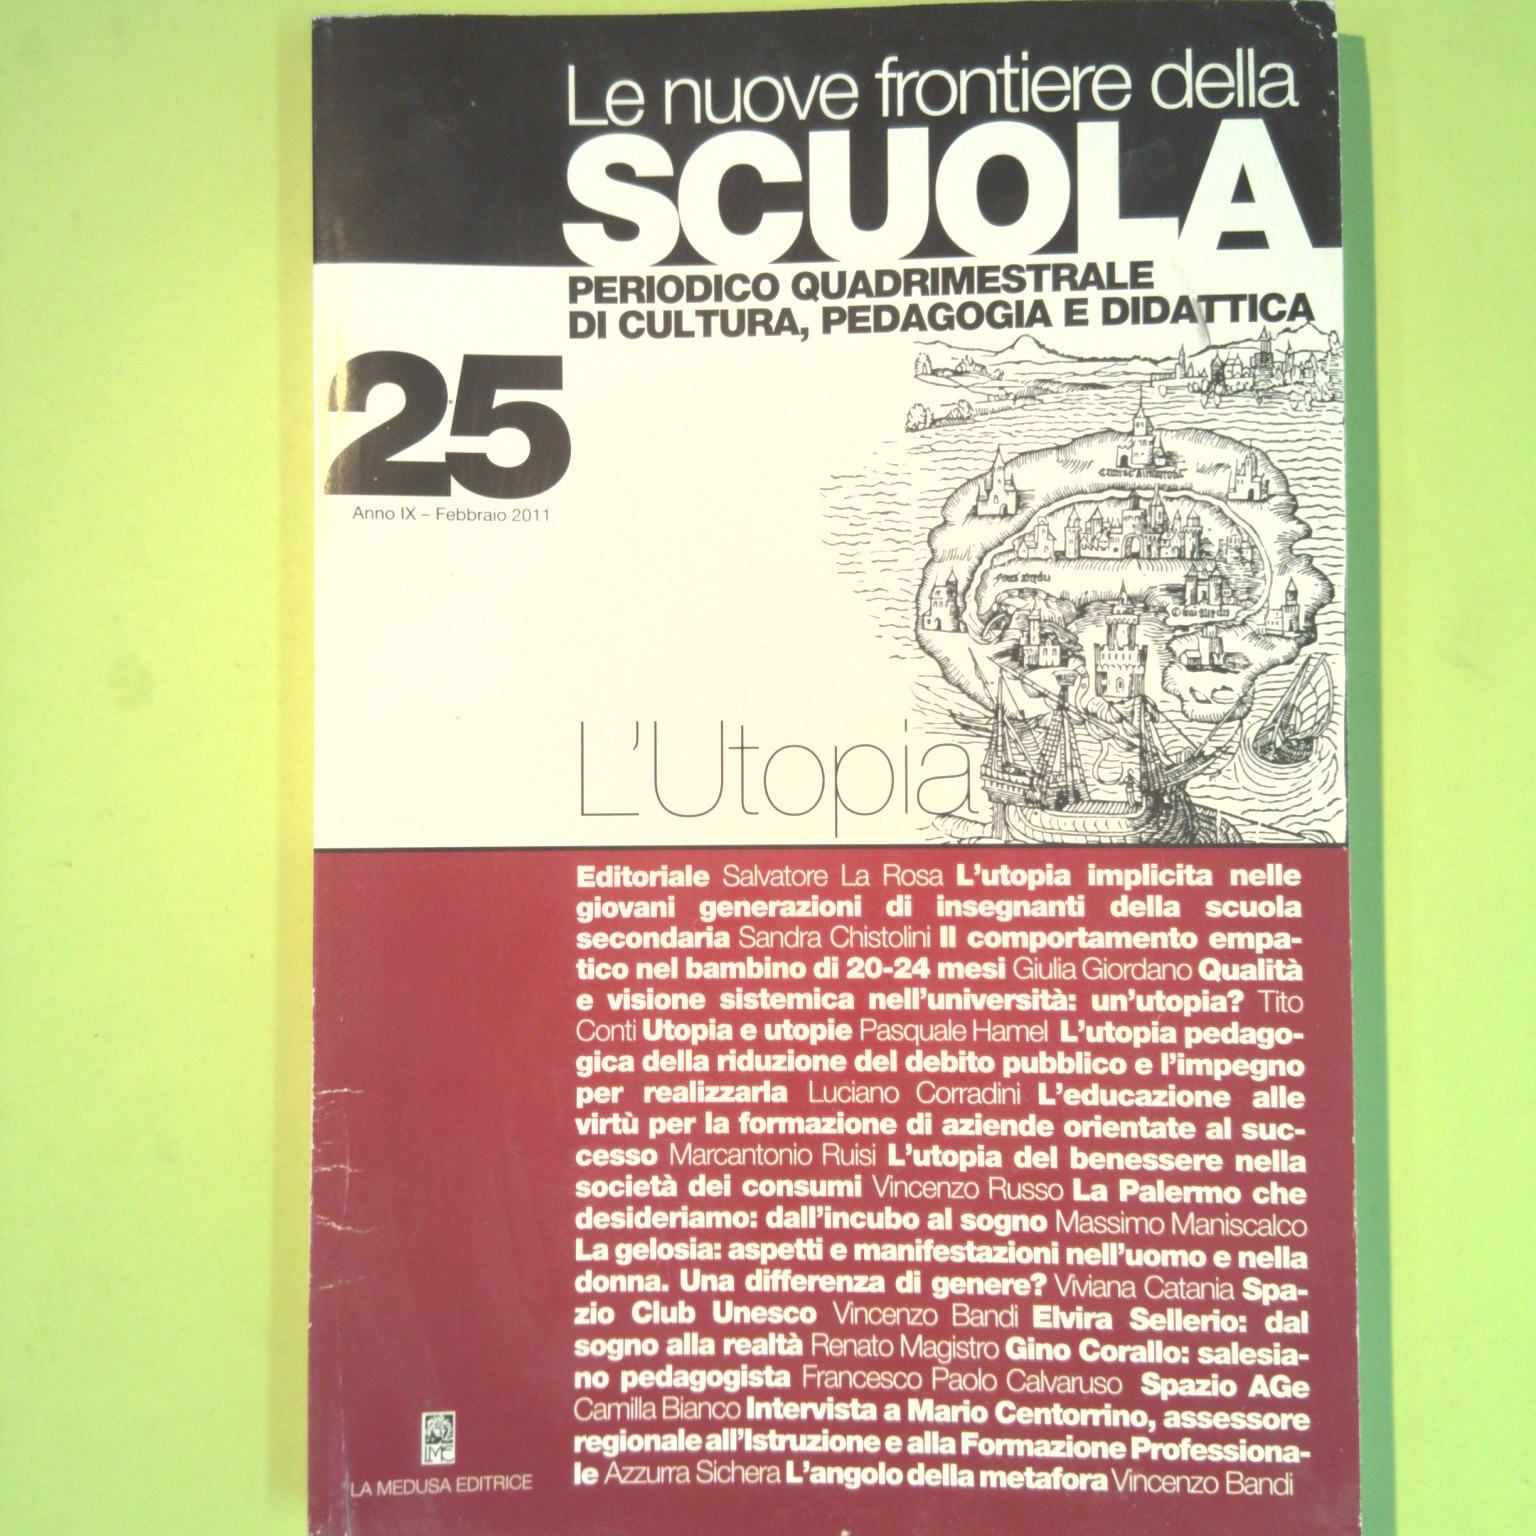 Le nuove frontiere della
SCUOLA
PERIODICO QUADRIMESTRALE
DI CULTURA, PEDAGOGIA E DIDATTICA
25
Anno IX – Febbraio 2011
L'Utopia
Editoriale Salvatore La Rosa L'utopia implicita nelle
giovani generazioni di insegnanti della scuola
secondaria Sandra Chistolini Il comportamento empa-
tico nel bambino di 20-24 mesi Giulia Giordano Qualità
e visione sistemica nell'università: un'utopia? Tito
Conti Utopia e utopie Pasquale Hamel L'utopia pedago-
gica della riduzione del debito pubblico e l'impegno
per realizzarla Luciano Corradini L'educazione alle
virtù per la formazione di aziende orientate al suc-
cesso Marcantonio Ruisi L'utopia del benessere nella
società dei consumi Vincenzo Russo La Palermo che
desideriamo: dall'incubo al sogno Massimo Maniscalco
La gelosia: aspetti e manifestazioni nell'uomo e nella
donna. Una differenza di genere? Viviana Catania Spa-
zio Club Unesco Vincenzo Bandi Elvira Sellerio: dal
sogno alla realtà Renato Magistro Gino Corallo: salesia-
no pedagogista Francesco Paolo Calvaruso Spazio AGe
Camilla Bianco Intervista a Mario Centorrino, assessore
regionale all'Istruzione e alla Formazione Professiona-
le Azzurra Sichera L'angolo della metafora Vincenzo Bandi
LME
LA MEDUSA EDITRICE